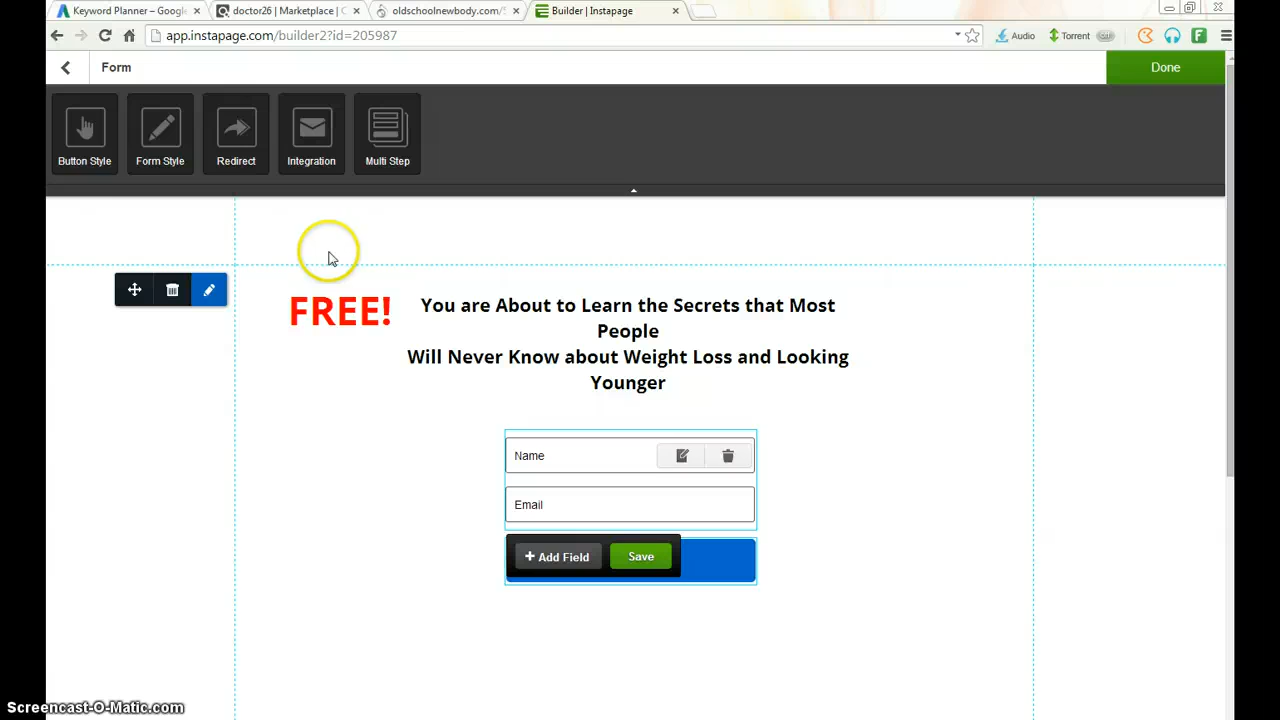 Keyword Planner – Google
doctor26 | Marketplace | C
oldschoolnewbody.com/
Builder | Instapage
app.instapage.com/builder2?id=205987
Audio
Torrent
Form
Done
Button Style
Form Style
Redirect
Integration
Multi Step
FREE!
You are About to Learn the Secrets that Most
People
Will Never Know about Weight Loss and Looking
Younger
Name
Email
+ Add Field
Save
Screencast-O-Matic.com